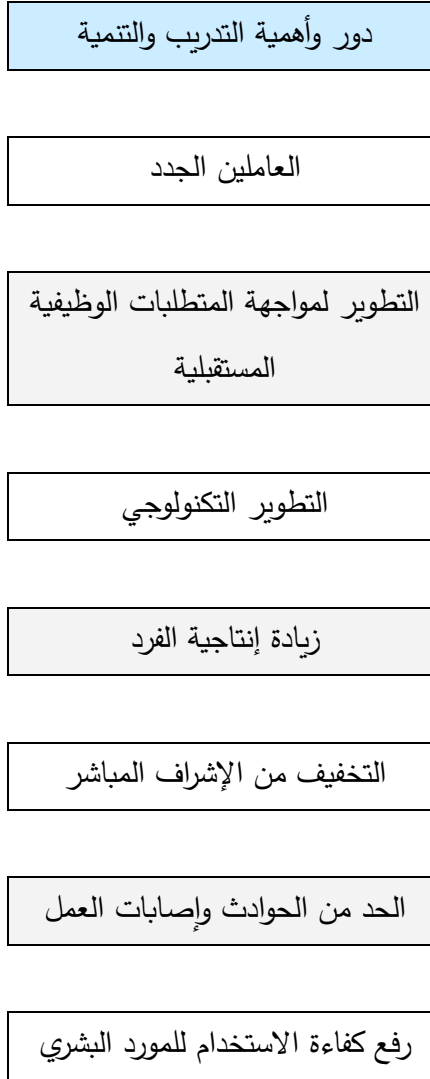 دور وأهمية التدريب والتنمية
العاملين الجدد
التطوير لمواجهة المتطلبات الوظيفية
المستقبلية
التطوير التكنولوجي
زيادة إنتاجية الفرد
التخفيف من الإشراف المباشر
الحد من الحوادث وإصابات العمل
رفع كفاءة الاستخدام للمورد البشري